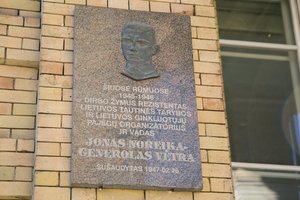 ŠIUOSE RŪMUOSE
1945-1946
DIRBO ŽYMUS REZISTENTAS,
LIETUVOS TAUTINĖS TARYBOS
IR LIETUVOS GINKLUOTŲJŲ
PAJĖGŲ ORGANIZATORIUS
IR VADAS
JONAS NOREIKA-
GENEROLAS VĖTRA
SUŠAUDYTAS 1947.02.26